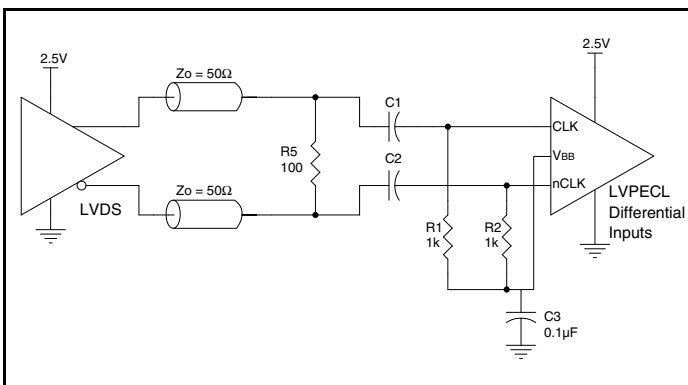 2.5V
2.5V
Zo = 50Ω
C1
CLK
R5
100
VBB
C2
Zo = 50Ω
nCLK
LVDS
LVPECL
Differential
Inputs
R1
1k
R2
1k
C3
0.1µF